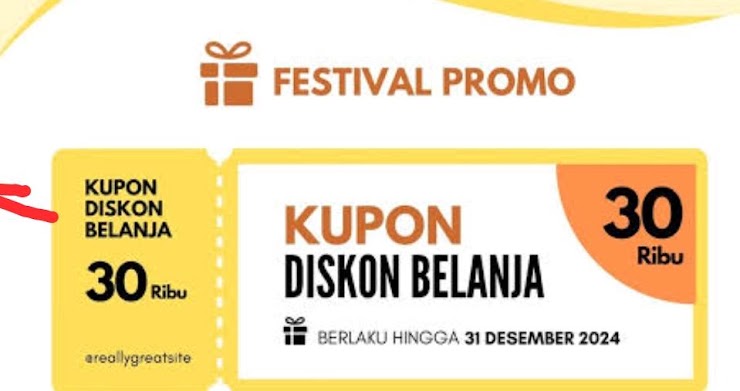 FESTIVAL PROMO
KUPON
DISKON
BELANJA
30 Ribu
@reallygreatsite
KUPON
DISKON BELANJA
BERLAKU HINGGA 31 DESEMBER 2024
30
Ribu